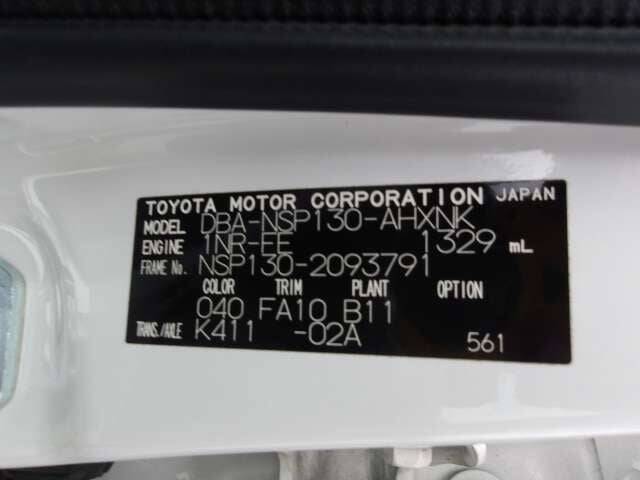 TOYOTA MOTOR CORPORATION JAPAN
MODEL DBA-NSP130-AHXNK
ENGINE 1NR-FE 1329 mL
FRAME No. NSP130-2093791
COLOR TRIM PLANT OPTION
040 FA10 B11
TRANS./AXLE K411 -02A 561